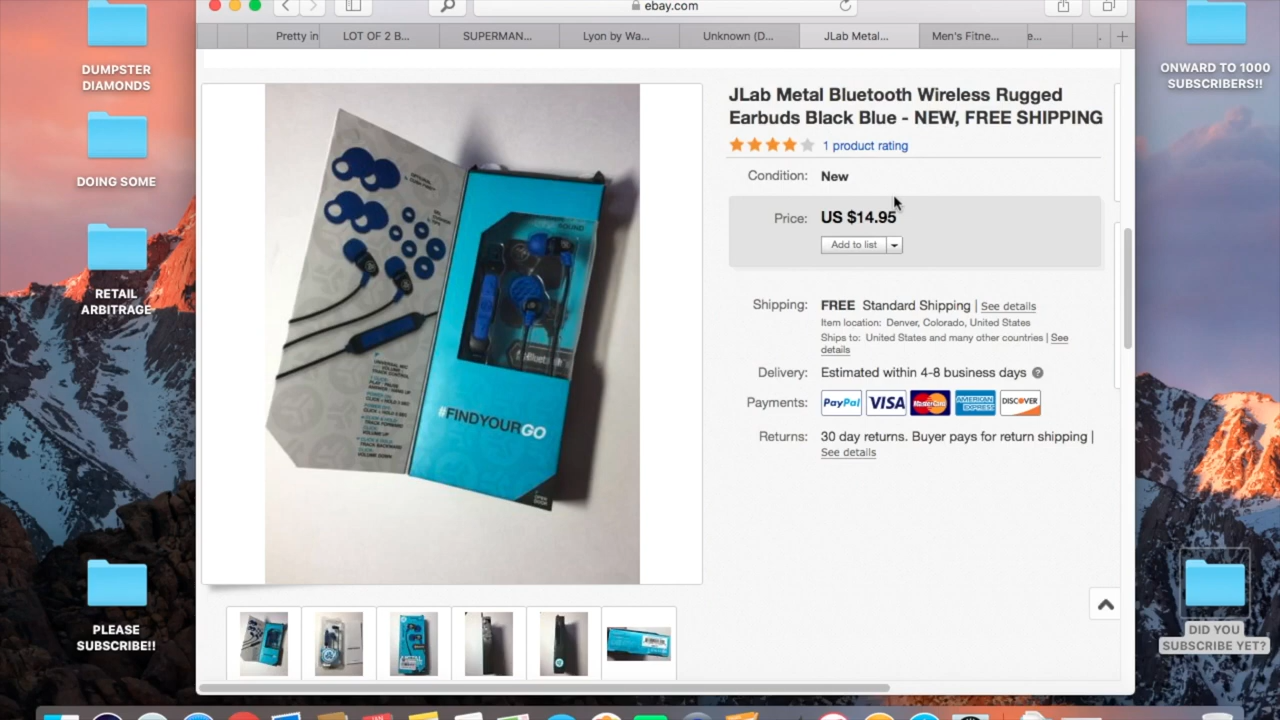 ebay.com
Pretty in
LOT OF 2 B...
SUPERMAN...
Lyon by Wa...
Unknown (D...
JLab Metal...
Men's Fitne...
e...
DUMPSTER
DIAMONDS
DOING SOME
RETAIL
ARBITRAGE
PLEASE
SUBSCRIBE!!
SOUND
#FINDYOURGO
JLab Metal Bluetooth Wireless Rugged
Earbuds Black Blue - NEW, FREE SHIPPING
1 product rating
Condition: New
Price: US $14.95
Add to list
Shipping: FREE Standard Shipping | See details
Item location: Denver, Colorado, United States
Ships to: United States and many other countries | See
details
Delivery: Estimated within 4-8 business days
Payments: PayPal VISA MasterCard AMERICAN EXPRESS DISCOVER
Returns: 30 day returns. Buyer pays for return shipping |
See details
ONWARD TO 1000
SUBSCRIBERS!!
DID YOU
SUBSCRIBE YET?